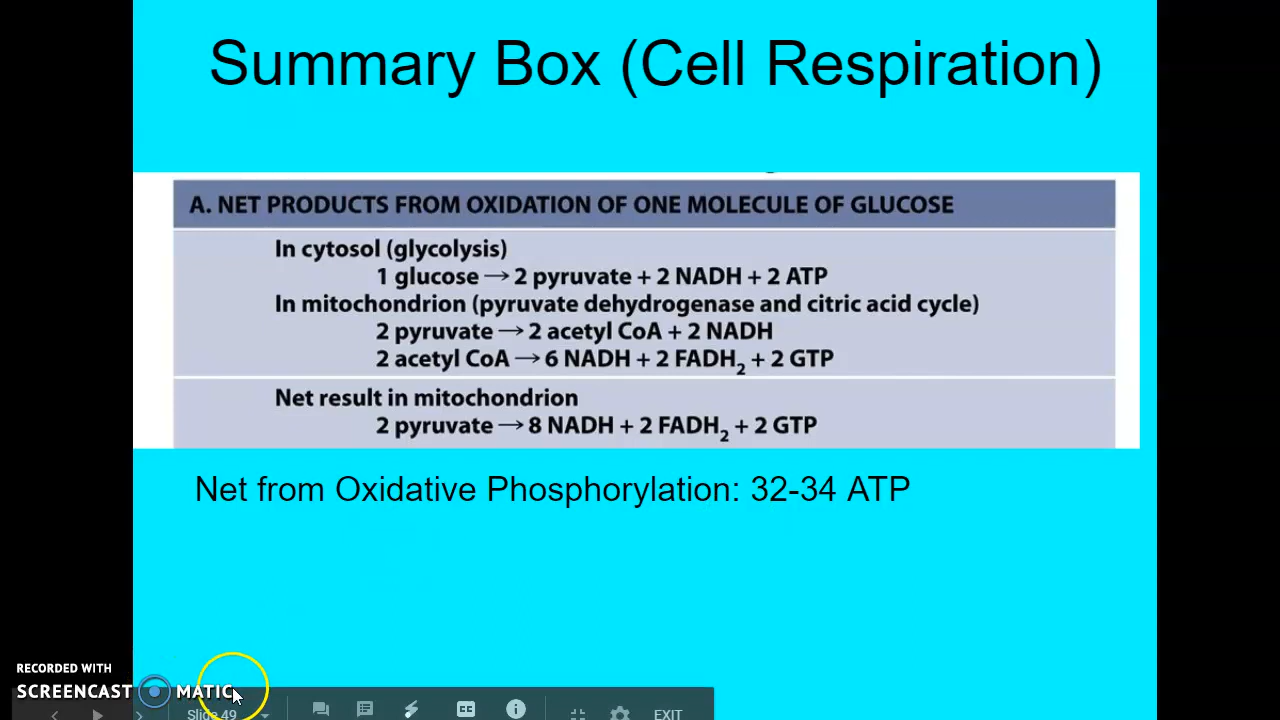 Summary Box (Cell Respiration)
A. NET PRODUCTS FROM OXIDATION OF ONE MOLECULE OF GLUCOSE
In cytosol (glycolysis)
1 glucose → 2 pyruvate + 2 NADH + 2 ATP
In mitochondrion (pyruvate dehydrogenase and citric acid cycle)
2 pyruvate → 2 acetyl CoA + 2 NADH
2 acetyl CoA → 6 NADH + 2 FADH₂ + 2 GTP
Net result in mitochondrion
2 pyruvate → 8 NADH + 2 FADH₂ + 2 GTP
Net from Oxidative Phosphorylation: 32-34 ATP
RECORDED WITH
SCREENCAST MATIC
Slide 49
CC
EXIT